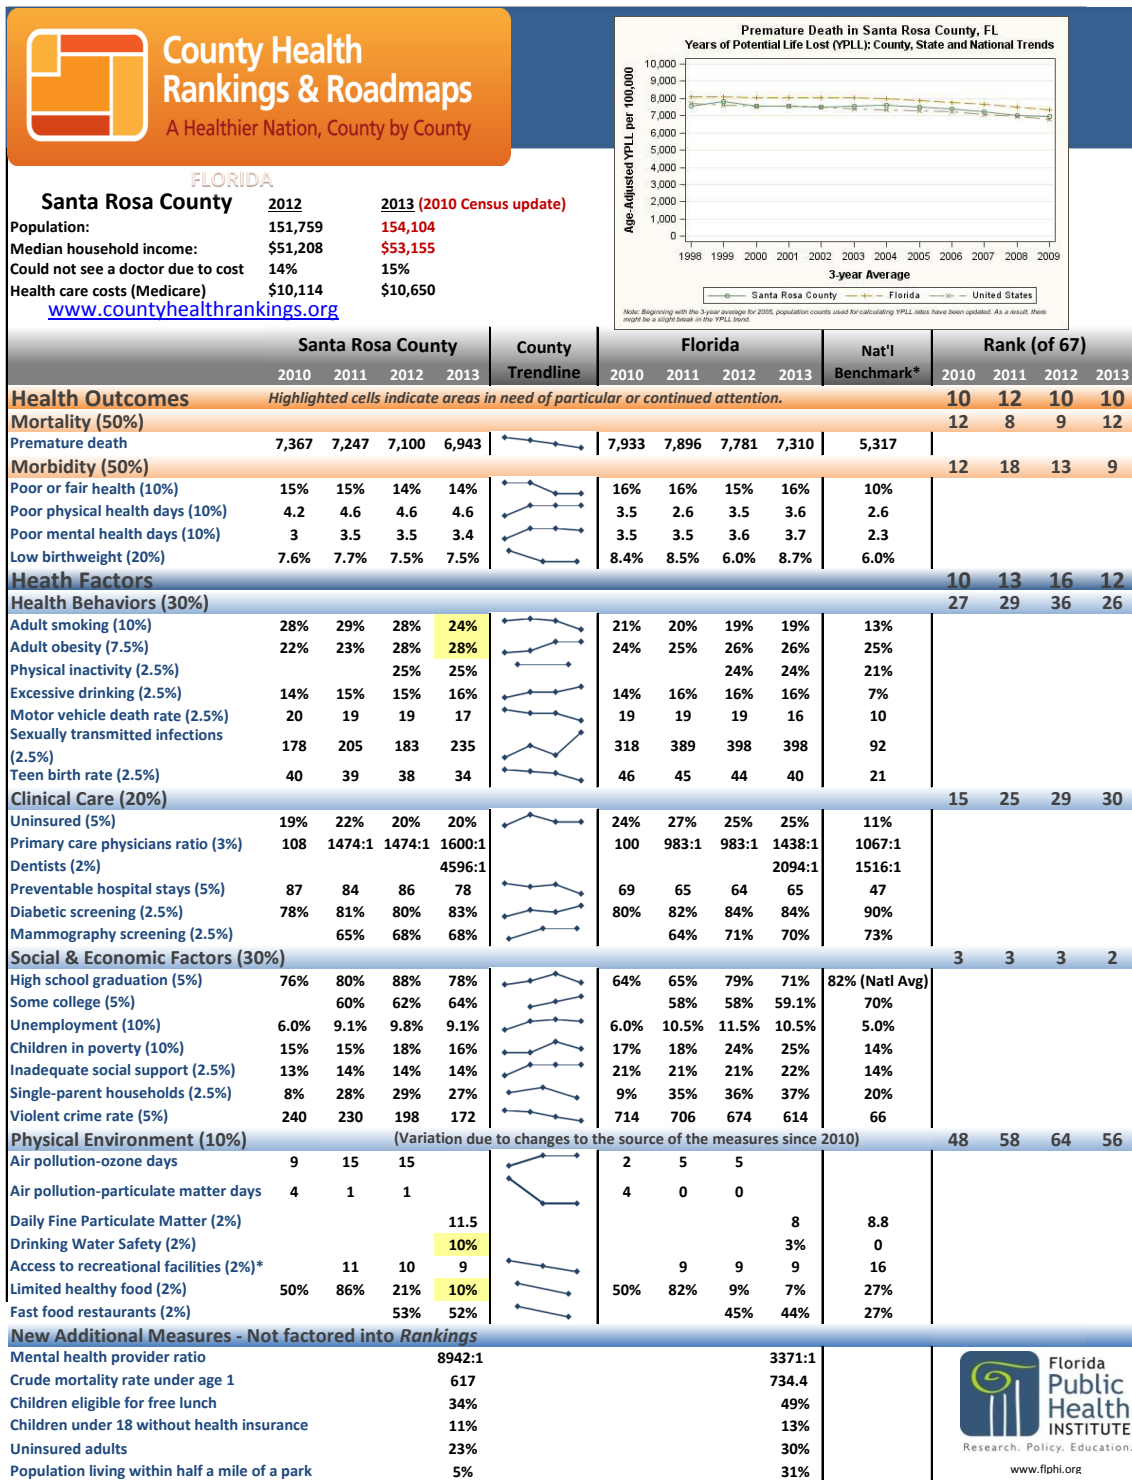 County Health
Rankings & Roadmaps
A Healthier Nation, County by County
Premature Death in Santa Rosa County, FL
Years of Potential Life Lost (YPLL): County, State and National Trends
Age-Adjusted YPLL per 100,000
10,000
9,000
8,000
7,000
6,000
5,000
4,000
3,000
2,000
1,000
0
1998 1999 2000 2001 2002 2003 2004 2005 2006 2007 2008 2009
3-year Average
Santa Rosa County Florida United States
Note: Beginning with the 3-year average for 2005, population counts used for calculating YPLL rates have been updated. As a result, there
might be a slight break in the YPLL trend.
FLORIDA
Santa Rosa County 2012 2013 (2010 Census update)
Population: 151,759 154,104
Median household income: $51,208 $53,155
Could not see a doctor due to cost 14% 15%
Health care costs (Medicare) $10,114 $10,650
www.countyhealthrankings.org
Santa Rosa County County Florida Nat'l Rank (of 67)
2010 2011 2012 2013 Trendline 2010 2011 2012 2013 Benchmark* 2010 2011 2012 2013
Health Outcomes Highlighted cells indicate areas in need of particular or continued attention. 10 12 10 10
Mortality (50%) 12 8 9 12
Premature death 7,367 7,247 7,100 6,943 7,933 7,896 7,781 7,310 5,317
Morbidity (50%) 12 18 13 9
Poor or fair health (10%) 15% 15% 14% 14% 16% 16% 15% 16% 10%
Poor physical health days (10%) 4.2 4.6 4.6 4.6 3.5 2.6 3.5 3.6 2.6
Poor mental health days (10%) 3 3.5 3.5 3.4 3.5 3.5 3.6 3.7 2.3
Low birthweight (20%) 7.6% 7.7% 7.5% 7.5% 8.4% 8.5% 6.0% 8.7% 6.0%
Heath Factors 10 13 16 12
Health Behaviors (30%) 27 29 36 26
Adult smoking (10%) 28% 29% 28% 24% 21% 20% 19% 19% 13%
Adult obesity (7.5%) 22% 23% 28% 28% 24% 25% 26% 26% 25%
Physical inactivity (2.5%) 25% 25% 24% 24% 21%
Excessive drinking (2.5%) 14% 15% 15% 16% 14% 16% 16% 16% 7%
Motor vehicle death rate (2.5%) 20 19 19 17 19 19 19 16 10
Sexually transmitted infections
(2.5%) 178 205 183 235 318 389 398 398 92
Teen birth rate (2.5%) 40 39 38 34 46 45 44 40 21
Clinical Care (20%) 15 25 29 30
Uninsured (5%) 19% 22% 20% 20% 24% 27% 25% 25% 11%
Primary care physicians ratio (3%) 108 1474:1 1474:1 1600:1 100 983:1 983:1 1438:1 1067:1
Dentists (2%) 4596:1 2094:1 1516:1
Preventable hospital stays (5%) 87 84 86 78 69 65 64 65 47
Diabetic screening (2.5%) 78% 81% 80% 83% 80% 82% 84% 84% 90%
Mammography screening (2.5%) 65% 68% 68% 64% 71% 70% 73%
Social & Economic Factors (30%) 3 3 3 2
High school graduation (5%) 76% 80% 88% 78% 64% 65% 79% 71% 82% (Natl Avg)
Some college (5%) 60% 62% 64% 58% 58% 59.1% 70%
Unemployment (10%) 6.0% 9.1% 9.8% 9.1% 6.0% 10.5% 11.5% 10.5% 5.0%
Children in poverty (10%) 15% 15% 18% 16% 17% 18% 24% 25% 14%
Inadequate social support (2.5%) 13% 14% 14% 14% 21% 21% 21% 22% 14%
Single-parent households (2.5%) 8% 28% 29% 27% 9% 35% 36% 37% 20%
Violent crime rate (5%) 240 230 198 172 714 706 674 614 66
Physical Environment (10%) (Variation due to changes to the source of the measures since 2010) 48 58 64 56
Air pollution-ozone days 9 15 15 2 5 5
Air pollution-particulate matter days 4 1 1 4 0 0
Daily Fine Particulate Matter (2%) 11.5 8 8.8
Drinking Water Safety (2%) 10% 3% 0
Access to recreational facilities (2%)* 11 10 9 9 9 9 16
Limited healthy food (2%) 50% 86% 21% 10% 50% 82% 9% 7% 27%
Fast food restaurants (2%) 53% 52% 45% 44% 27%
New Additional Measures - Not factored into Rankings
Mental health provider ratio 8942:1 3371:1
Crude mortality rate under age 1 617 734.4
Children eligible for free lunch 34% 49%
Children under 18 without health insurance 11% 13%
Uninsured adults 23% 30%
Population living within half a mile of a park 5% 31%
Florida
Public
Health
INSTITUTE
Research. Policy. Education.
www.flphi.org